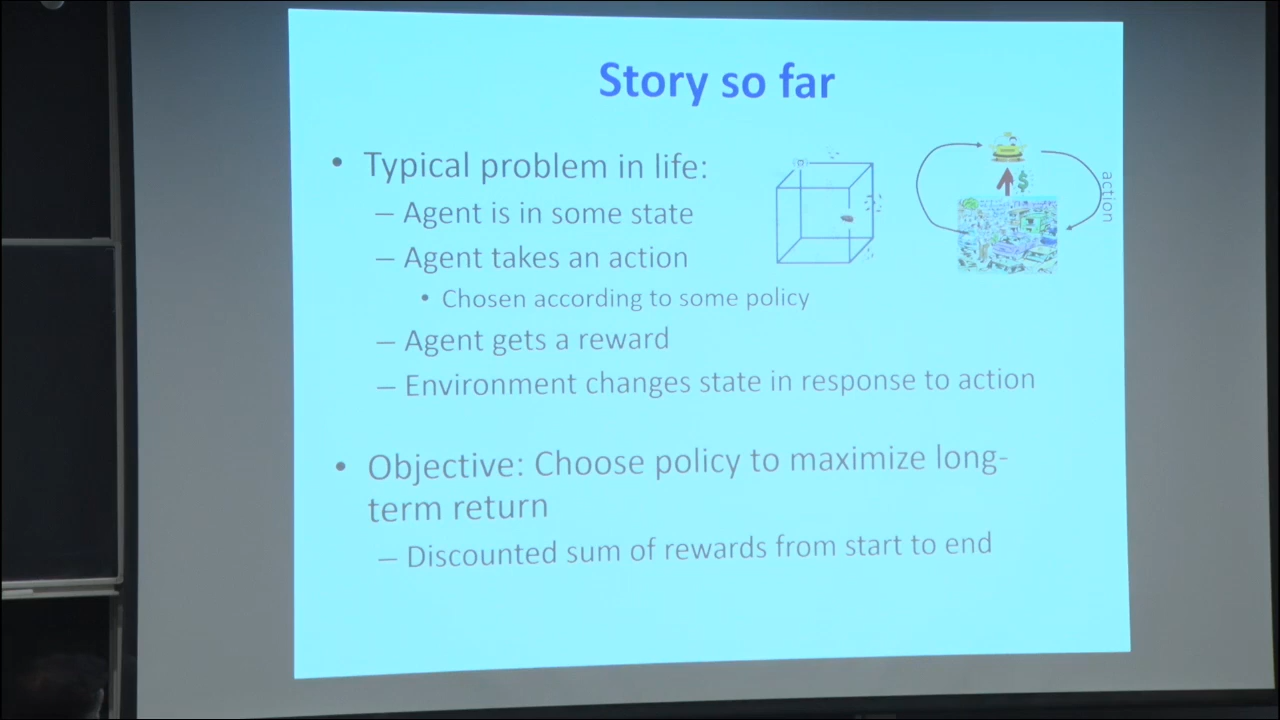 Story so far
• Typical problem in life:
– Agent is in some state
– Agent takes an action
• Chosen according to some policy
– Agent gets a reward
– Environment changes state in response to action
• Objective: Choose policy to maximize long-
term return
– Discounted sum of rewards from start to end
$
action